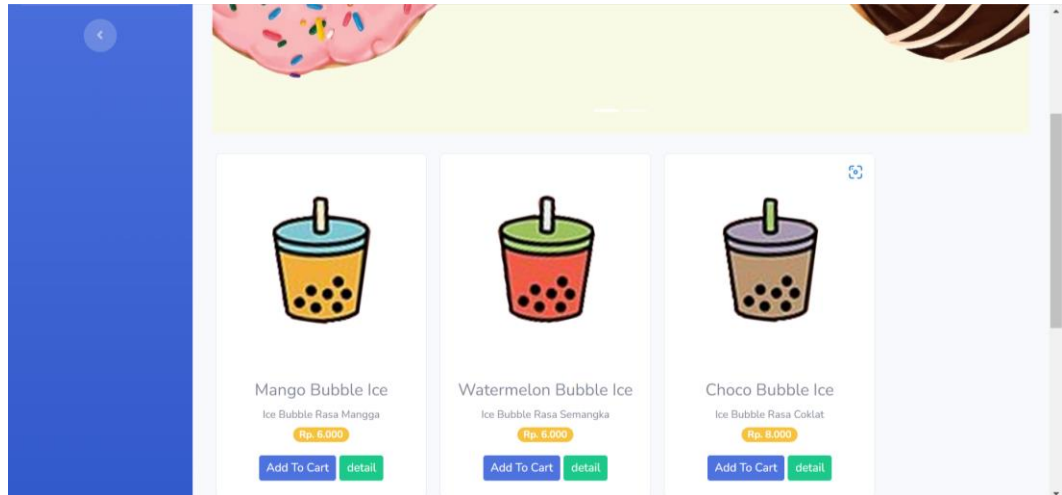 Mango Bubble Ice
Ice Bubble Rasa Mangga
Rp. 6.000
Add To Cart
detail
Watermelon Bubble Ice
Ice Bubble Rasa Semangka
Rp. 6.000
Add To Cart
detail
Choco Bubble Ice
Ice Bubble Rasa Coklat
Rp. 8.000
Add To Cart
detail